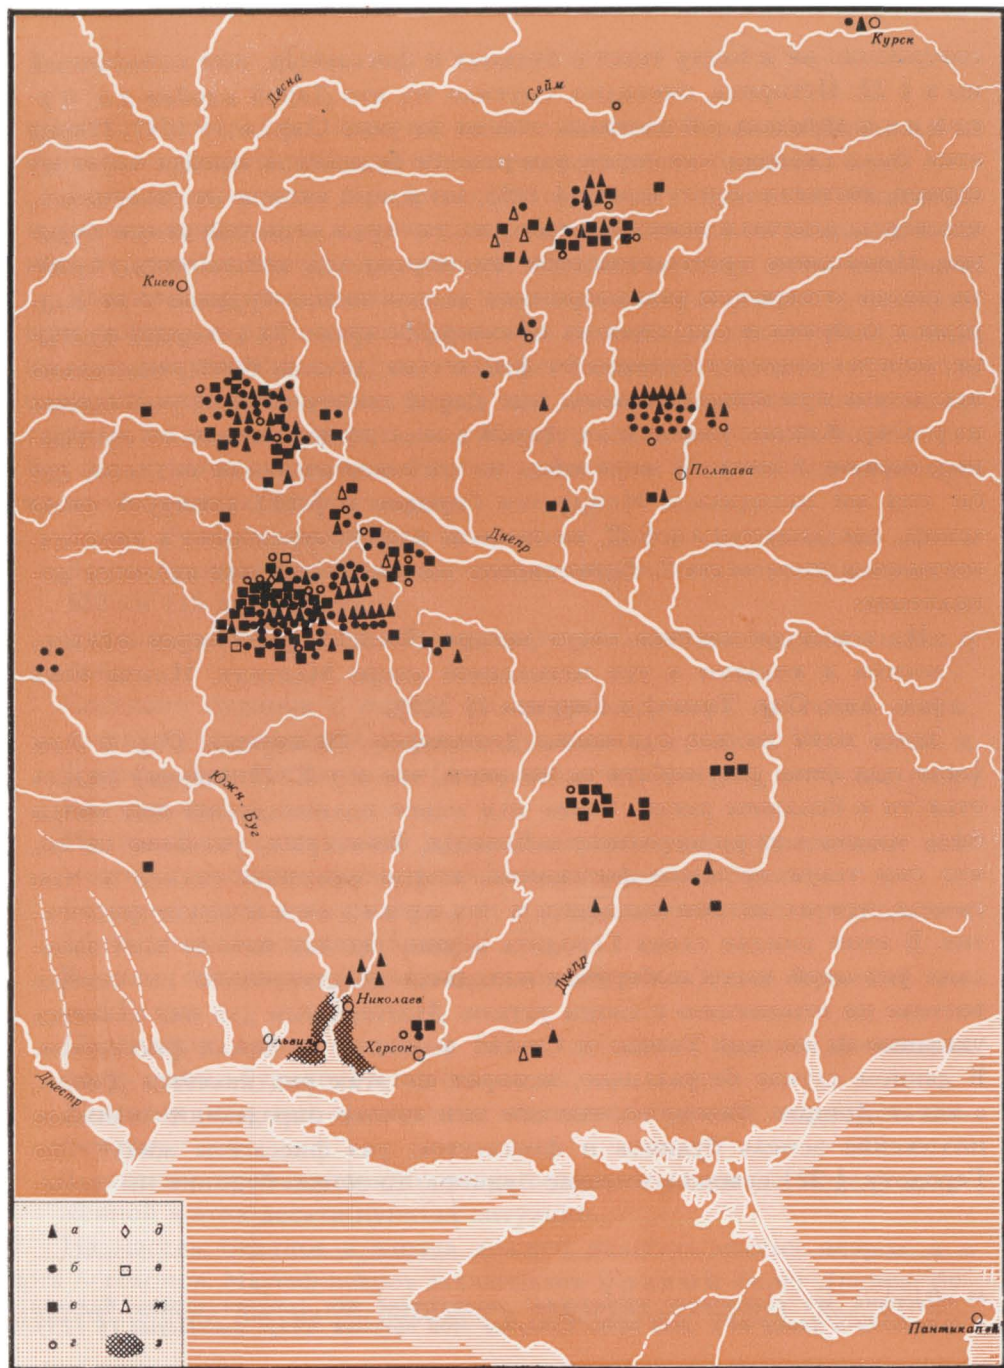 Курск
Десна
Сейм
Киев
Полтава
Днепр
Южн. Буг
Днепр
Николаев
Ольвия
Херсон
Днестр
Пантикапей
а д
б е
в ж
г з